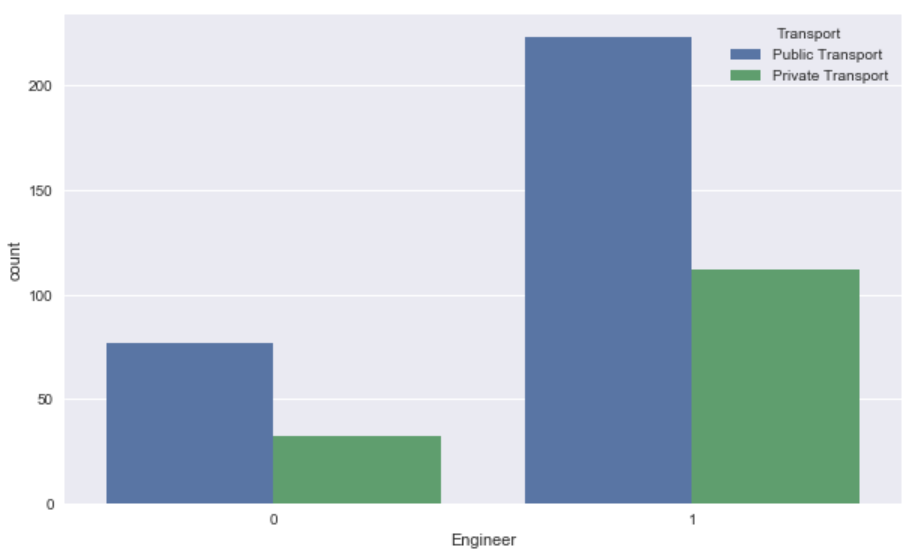 Transport
Public Transport
Private Transport
200
150
100
50
0
count
0 1
Engineer